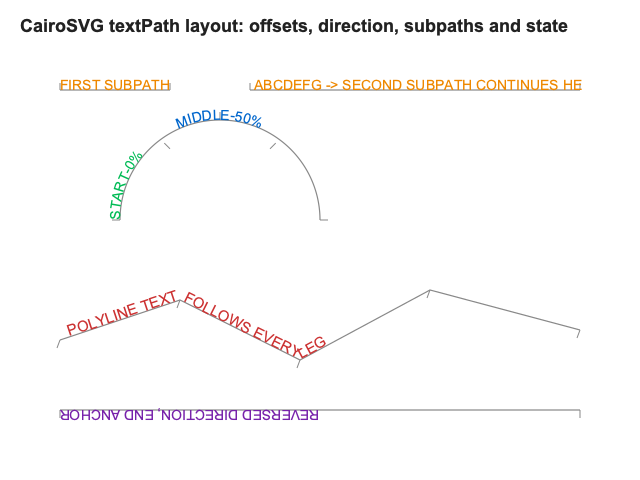 CairoSVG textPath layout: offsets, direction, subpaths and state
FIRST SUBPATH ABCDEFG -> SECOND SUBPATH CONTINUES HE
MIDDLE-50%
START-0%
POLYLINE TEXT FOLLOWS EVERY LEG
REVERSED DIRECTION, END ANCHOR